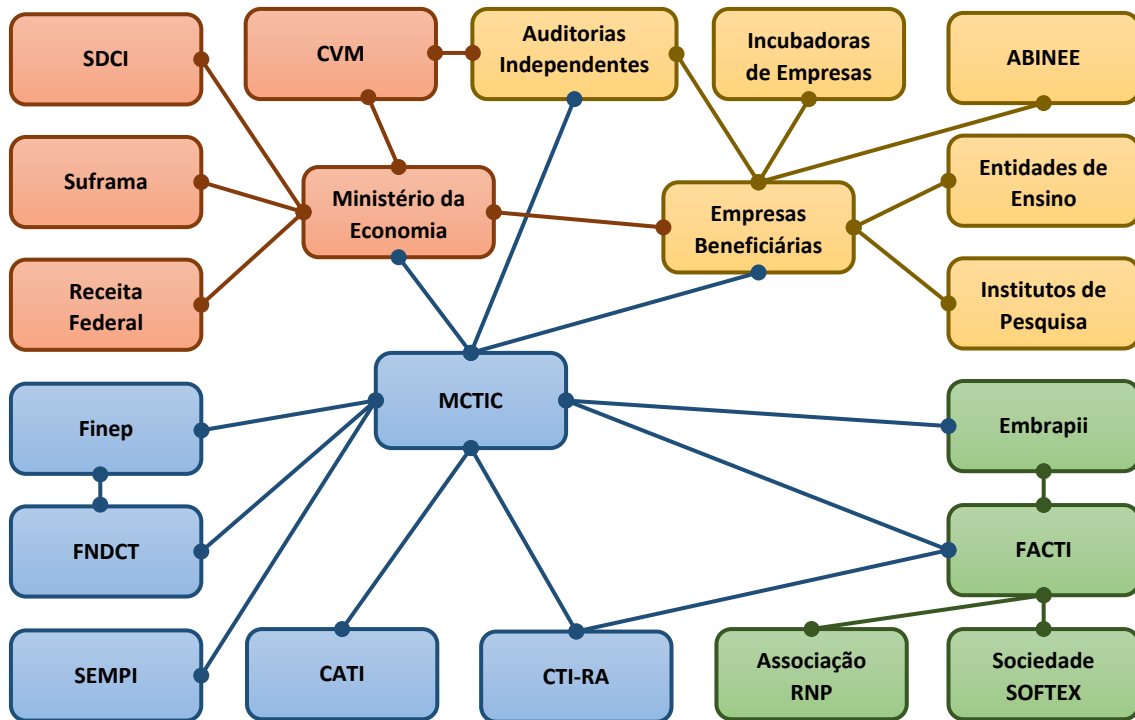 SDCI
CVM
Auditorias
Independentes
Incubadoras
de Empresas
ABINEE
Suframa
Ministério da
Economia
Empresas
Beneficiárias
Entidades de
Ensino
Receita
Federal
Institutos de
Pesquisa
Finep
MCTIC
Embrapii
FNDCT
FACTI
SEMPI
CATI
CTI-RA
Associação
RNP
Sociedade
SOFTEX